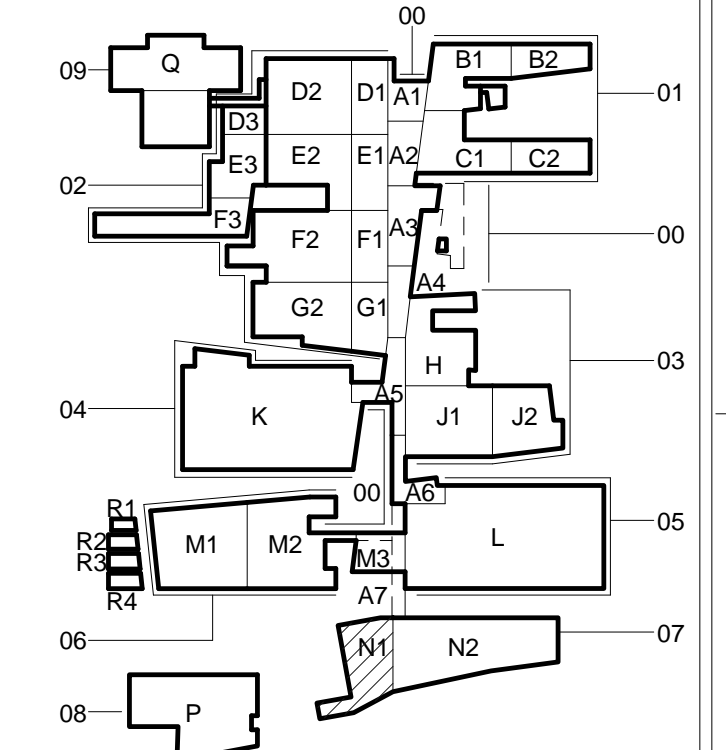 00
09
Q
B1
B2
D2
D1
A1
01
D3
E3
E2
E1
A2
C1
C2
02
F3
F2
F1
A3
00
A4
G2
G1
H
03
A5
04
K
J1
J2
00
A6
R1
R2
R3
R4
M1
M2
M3
L
05
A7
06
N1
N2
07
08
P